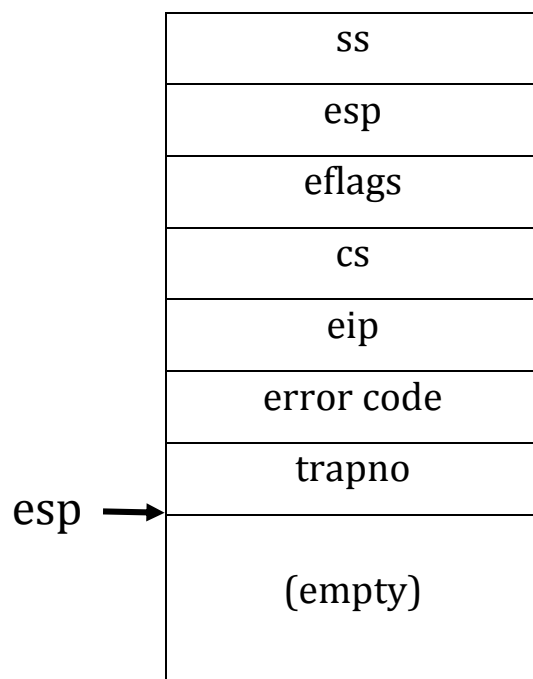 ss
esp
eflags
cs
eip
error code
trapno
esp
(empty)